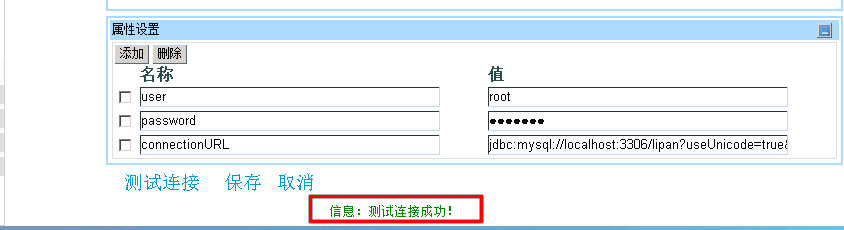 属性设置
添加 删除
名称 值
user root
password ●●●●●●●
connectionURL jdbc:mysql://localhost:3306/lipan?useUnicode=true&
测试连接 保存 取消
信息：测试连接成功！